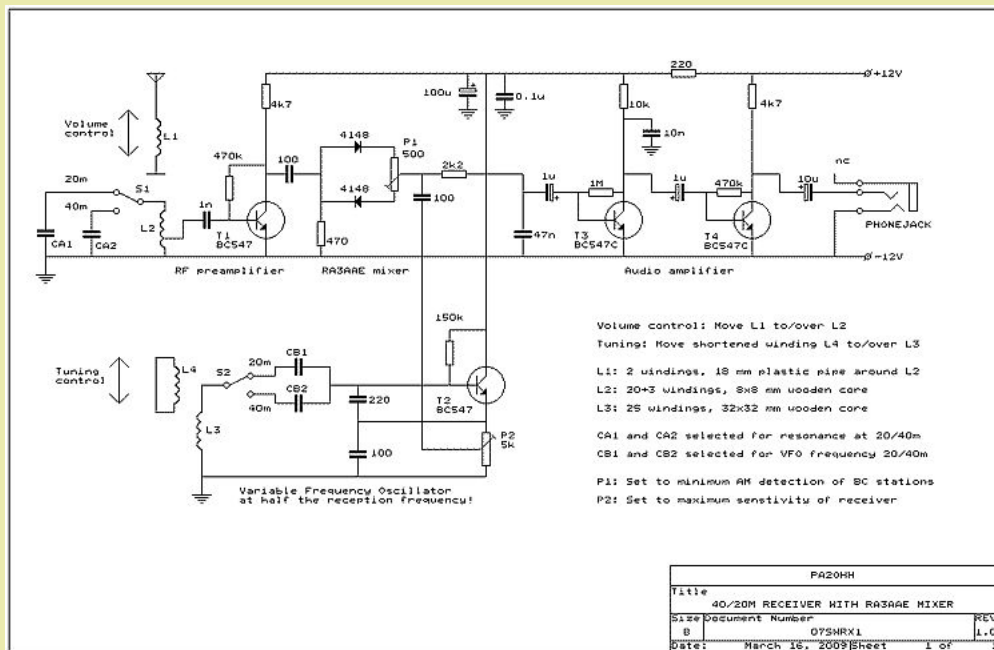 220
+12V
100u
0.1u
4k7
10k
4k7
10n
Volume
control
L1
4148
P1
500
470k
100
2k2
nc
20m
S1
4148
1u
1M
1u
470k
10u
40m
L2
1n
100
CA1
CA2
T1
BC547
470
47n
T3
BC547C
T4
BC547C
PHONEJACK
-12V
RF preamplifier
RA3AAE mixer
Audio amplifier
150k
Volume control: Move L1 to/over L2
Tuning: Move shortened winding L4 to/over L3
L1: 2 windings, 18 mm plastic pipe around L2
L2: 20+3 windings, 8x8 mm wooden core
L3: 25 windings, 32x32 mm wooden core
CA1 and CA2 selected for resonance at 20/40m
CB1 and CB2 selected for VFO frequency 20/40m
P1: Set to minimum AM detection of BC stations
P2: Set to maximum senstivity of receiver
Tuning
control
L4
S2
20m
CB1
CB2
40m
L3
220
T2
BC547
P2
5k
100
Variable Frequency Oscillator
at half the reception frequency!
PA2OHH
Title
40/20M RECEIVER WITH RA3AAE MIXER
Size
Document Number
REV
B
07SWRX1
1.0
Date: March 16, 2009
Sheet 1 of